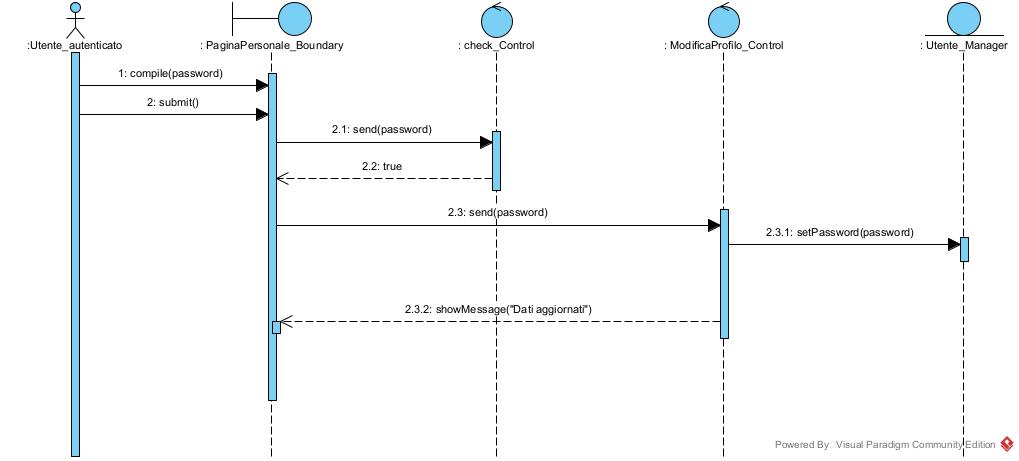 :Utente_autenticato
: PaginaPersonale_Boundary
: check_Control
: ModificaProfilo_Control
: Utente_Manager
1: compile(password)
2: submit()
2.1: send(password)
2.2: true
2.3: send(password)
2.3.1: setPassword(password)
2.3.2: showMessage("Dati aggiornati")
Powered By Visual Paradigm Community Edition